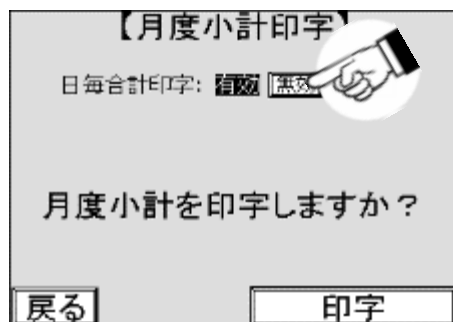 【月度小計印字】
日毎合計印字: 有効 無効
月度小計を印字しますか？
戻る 印字